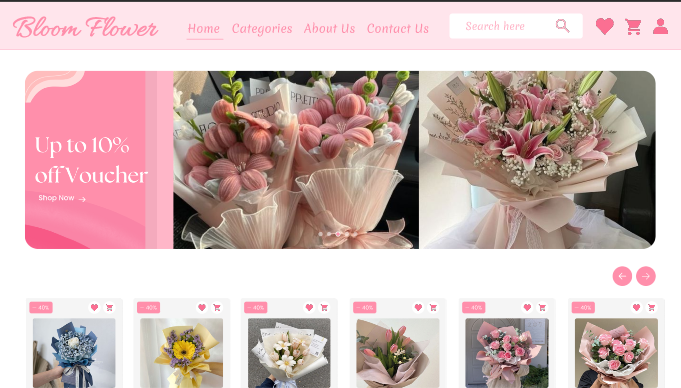 Bloom Flower
Home Categories About Us Contact Us
Search here
Up to 10%
off Voucher
Shop Now →
- 40%
- 40%
- 40%
- 40%
- 40%
- 40%